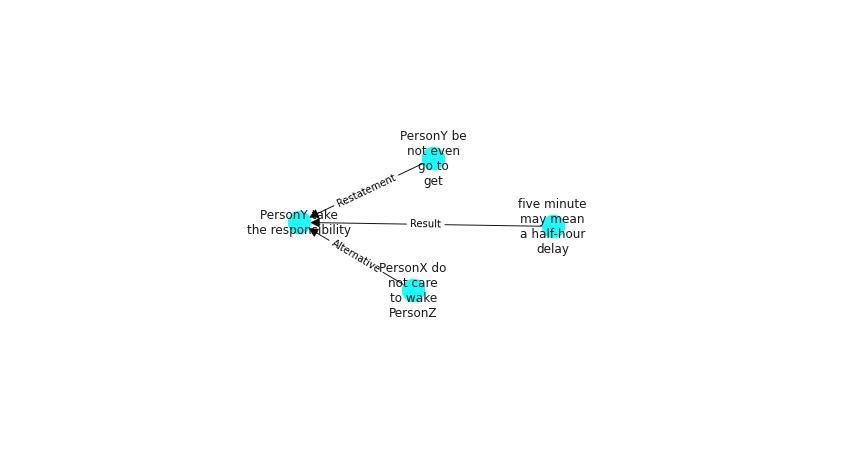 PersonY be
not even
go to
get
Restatement
five minute
may mean
a half-hour
delay
PersonY take
the responsibility
Result
Alternative
PersonX do
not care
to wake
PersonZ